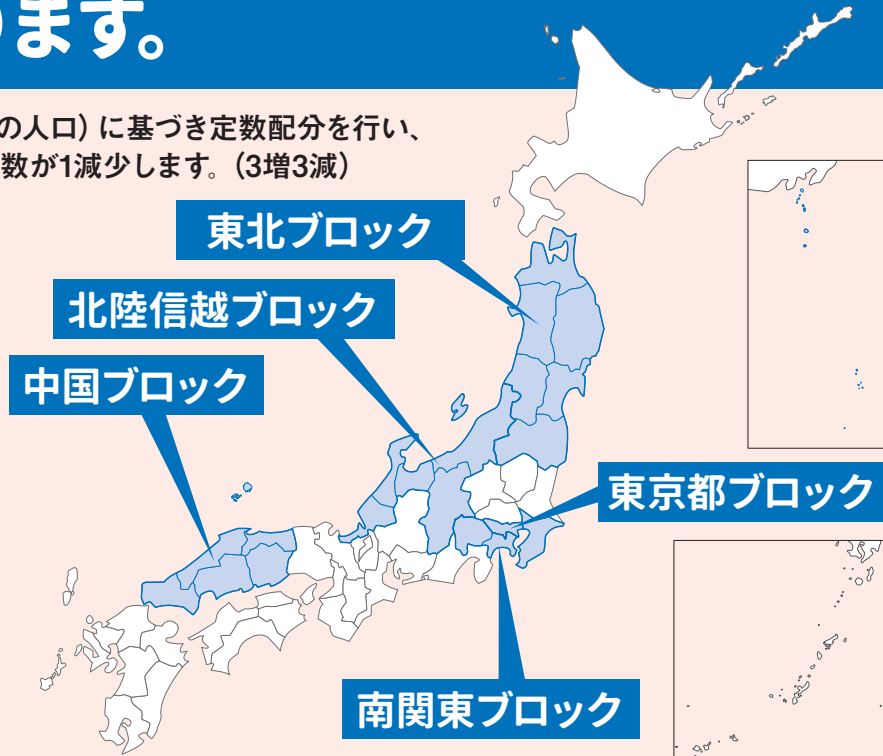 ます。
の人口）に基づき定数配分を行い、
数が1減少します。（3増3減）
東北ブロック
北陸信越ブロック
中国ブロック
東京都ブロック
南関東ブロック